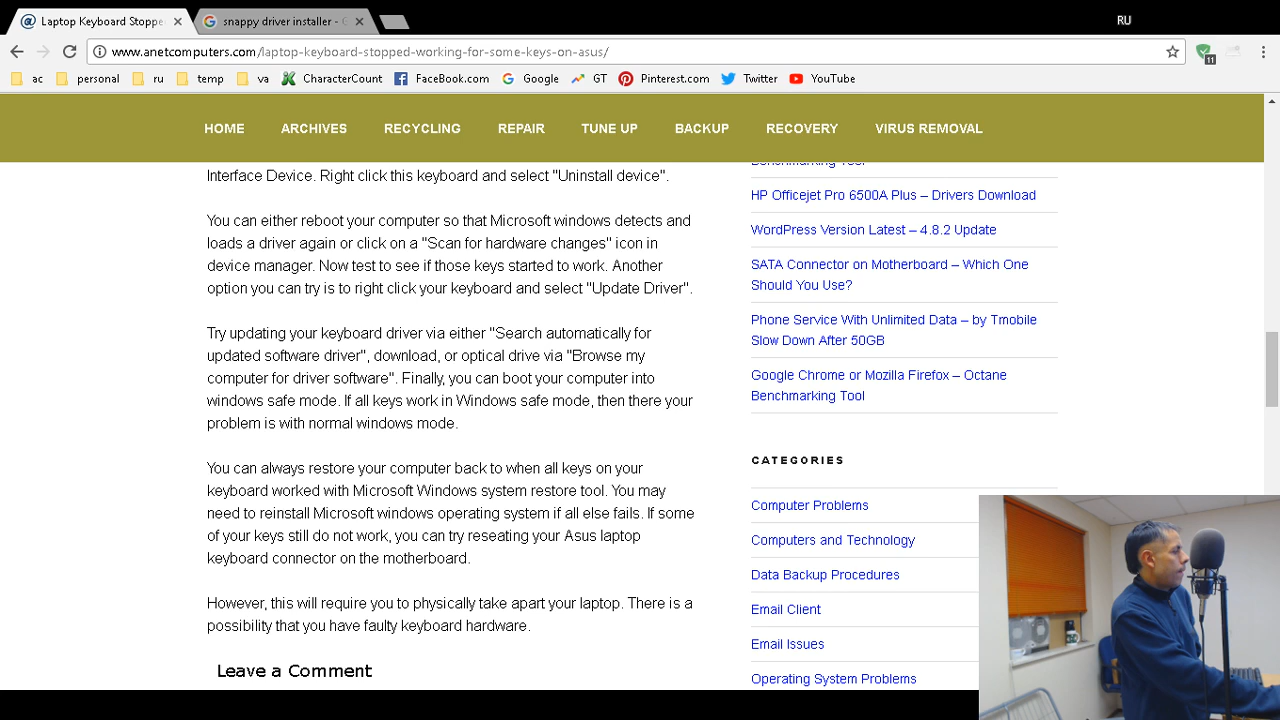 RU
Laptop Keyboard Stoppe
snappy driver installer - G
www.anetcomputers.com/laptop-keyboard-stopped-working-for-some-keys-on-asus/
11
ac personal ru temp va CharacterCount FaceBook.com Google GT Pinterest.com Twitter YouTube
HOME ARCHIVES RECYCLING REPAIR TUNE UP BACKUP RECOVERY VIRUS REMOVAL
Interface Device. Right click this keyboard and select "Uninstall device".
You can either reboot your computer so that Microsoft windows detects and
loads a driver again or click on a "Scan for hardware changes" icon in
device manager. Now test to see if those keys started to work. Another
option you can try is to right click your keyboard and select "Update Driver".
Try updating your keyboard driver via either "Search automatically for
updated software driver", download, or optical drive via "Browse my
computer for driver software". Finally, you can boot your computer into
windows safe mode. If all keys work in Windows safe mode, then there your
problem is with normal windows mode.
You can always restore your computer back to when all keys on your
keyboard worked with Microsoft Windows system restore tool. You may
need to reinstall Microsoft windows operating system if all else fails. If some
of your keys still do not work, you can try reseating your Asus laptop
keyboard connector on the motherboard.
However, this will require you to physically take apart your laptop. There is a
possibility that you have faulty keyboard hardware.
Leave a Comment
Benchmarking Tool
HP Officejet Pro 6500A Plus – Drivers Download
WordPress Version Latest – 4.8.2 Update
SATA Connector on Motherboard – Which One
Should You Use?
Phone Service With Unlimited Data – by Tmobile
Slow Down After 50GB
Google Chrome or Mozilla Firefox – Octane
Benchmarking Tool
CATEGORIES
Computer Problems
Computers and Technology
Data Backup Procedures
Email Client
Email Issues
Operating System Problems